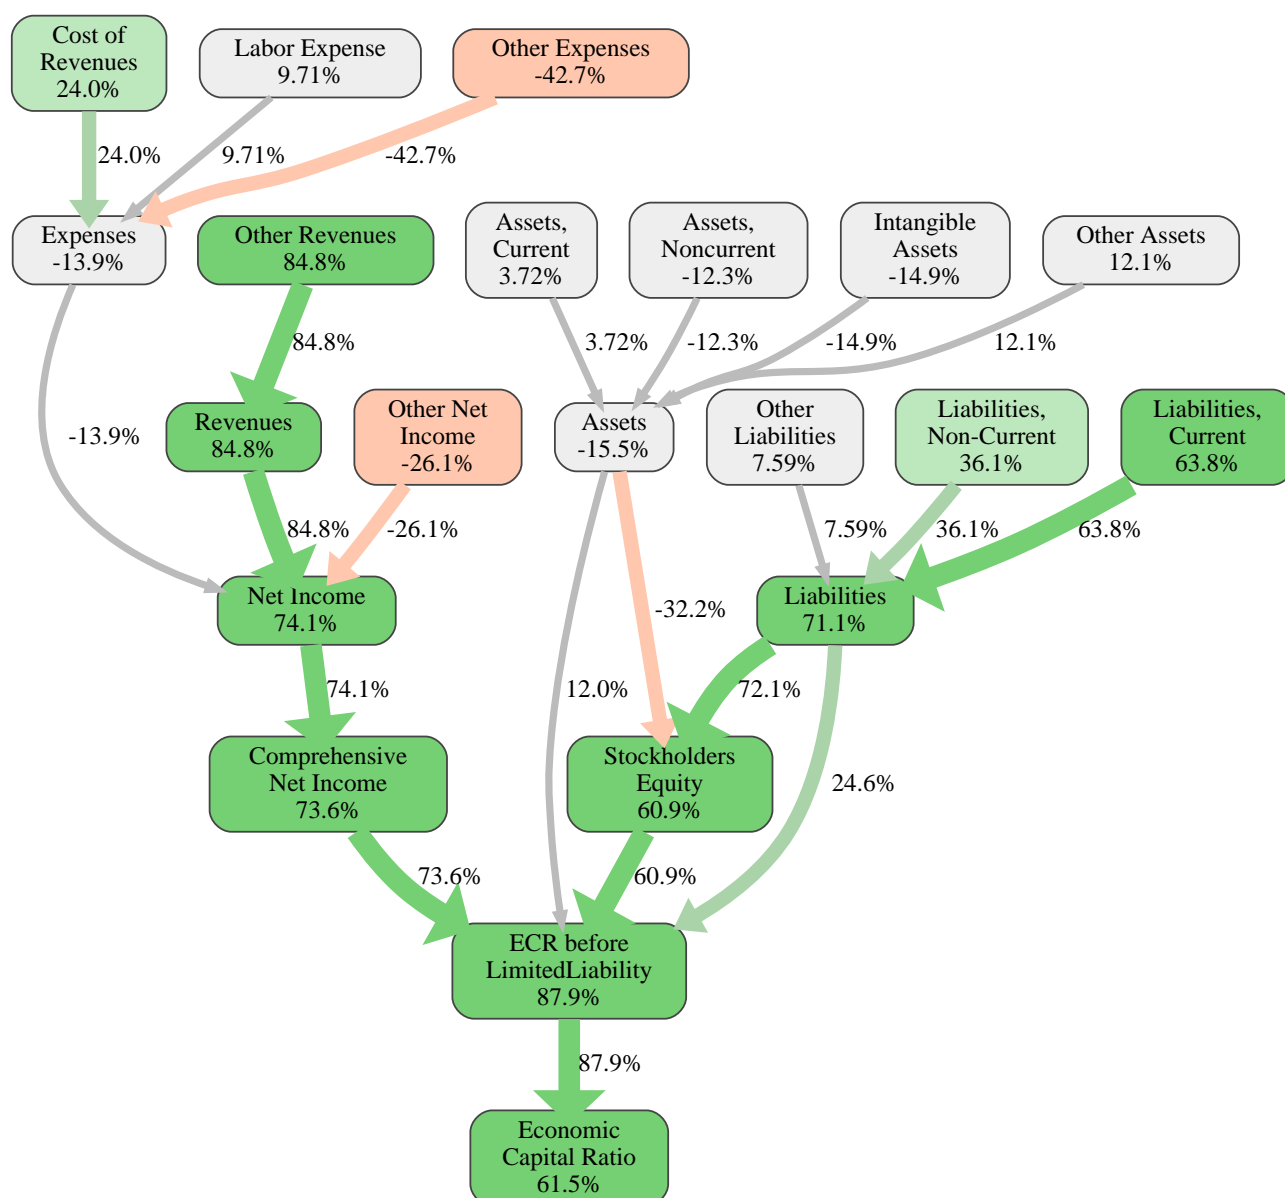 Cost of
Revenues
24.0%
Labor Expense
9.71%
Other Expenses
-42.7%
24.0%
9.71%
-42.7%
Expenses
-13.9%
Other Revenues
84.8%
Assets,
Current
3.72%
Assets,
Noncurrent
-12.3%
Intangible
Assets
-14.9%
Other Assets
12.1%
84.8%
3.72%
-12.3%
-14.9%
12.1%
-13.9%
Revenues
84.8%
Other Net
Income
-26.1%
Assets
-15.5%
Other
Liabilities
7.59%
Liabilities,
Non-Current
36.1%
Liabilities,
Current
63.8%
84.8%
-26.1%
7.59%
36.1%
63.8%
Net Income
74.1%
-32.2%
Liabilities
71.1%
74.1%
12.0%
72.1%
Comprehensive
Net Income
73.6%
Stockholders
Equity
60.9%
24.6%
73.6%
60.9%
ECR before
LimitedLiability
87.9%
87.9%
Economic
Capital Ratio
61.5%